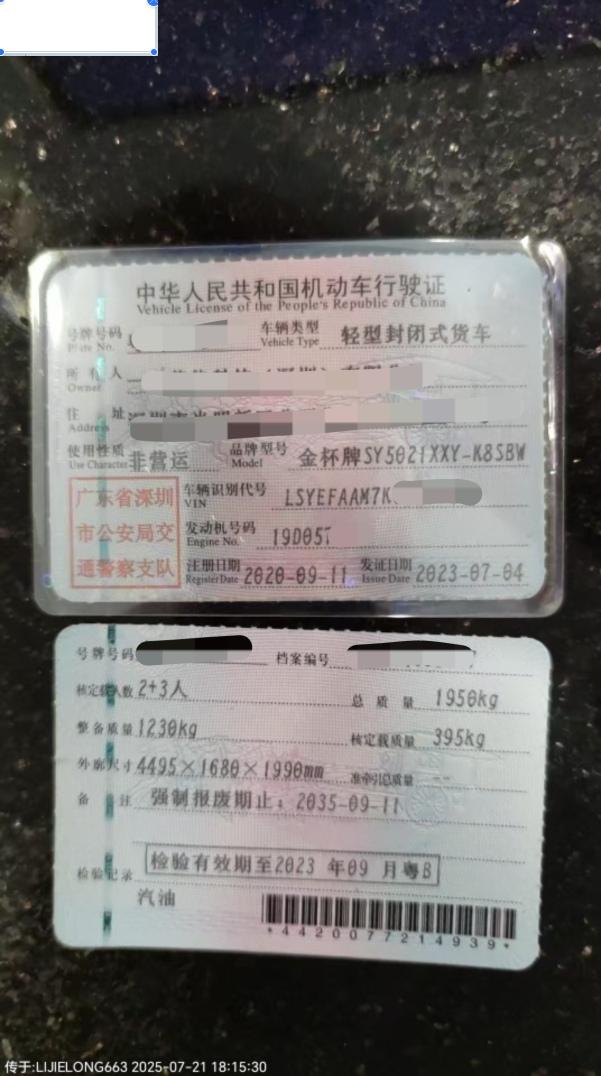 中华人民共和国机动车行驶证
Vehicle License of the People's Republic of China
号牌号码
Plate No.
车辆类型
Vehicle Type
轻型封闭式货车
所有人
Owner
住址
Address
使用性质
Use Character
非营运
品牌型号
Model
金杯牌SY5021XXY-K8SBW
广东省深圳
市公安局交
通警察支队
车辆识别代号
VIN
LSYEFAAM7K
发动机号码
Engine No.
19D05
注册日期
Register Date
2020-09-11
发证日期
Issue Date
2023-07-04
号牌号码
档案编号
核定载人数 2+3人
总质量 1950kg
整备质量 1230kg
核定载质量 395kg
外廓尺寸 4495×1680×1990mm
准牵引总质量 --
备注 强制报废期止：2035-09-11
检验记录 检验有效期至2023 年09 月粤B
汽油
*4420077214939*
传于:LIJIELONG663 2025-07-21 18:15:30